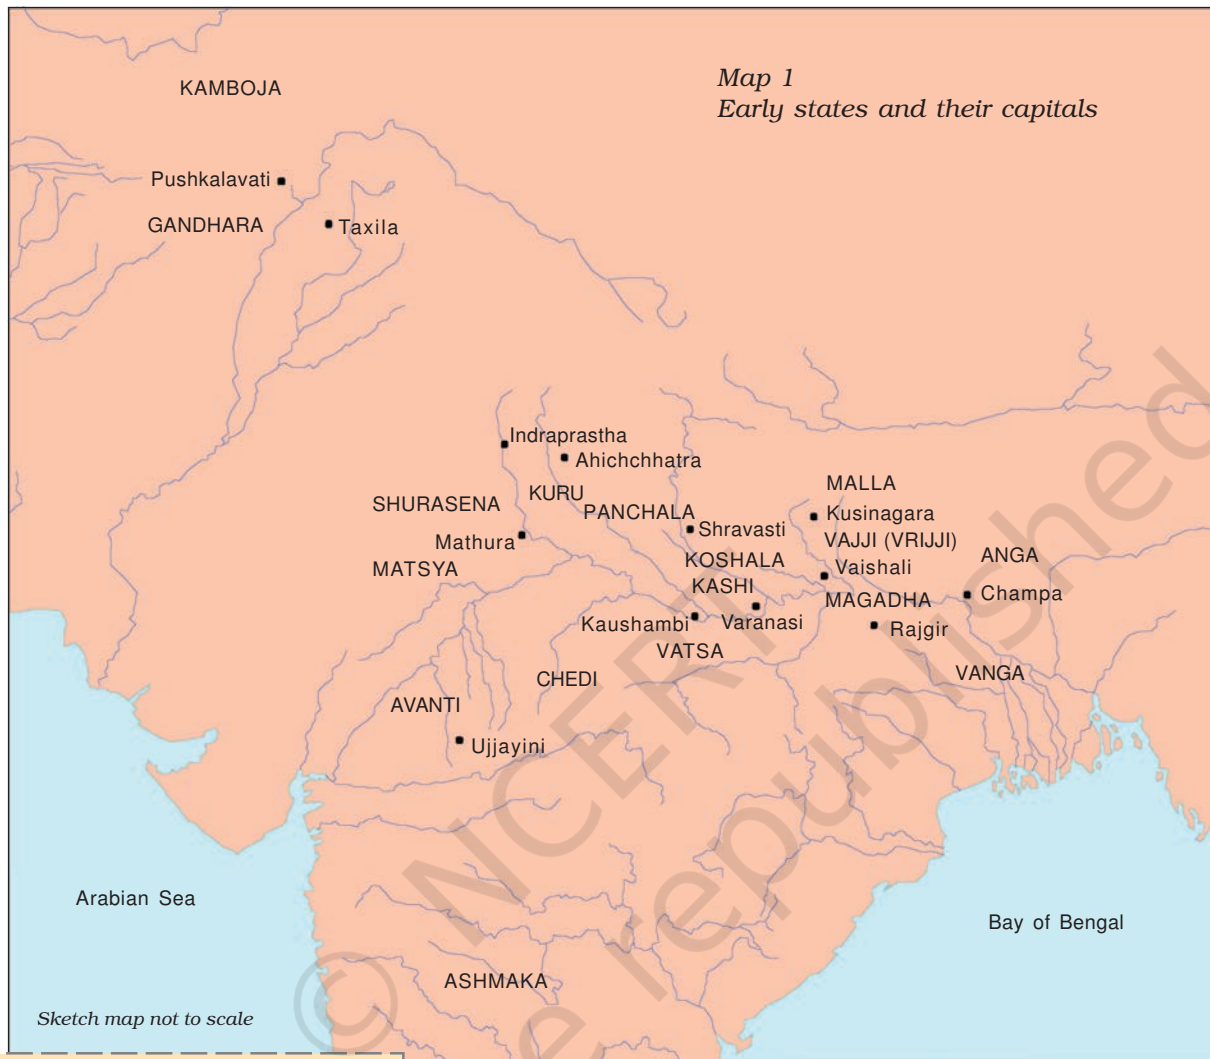 Map 1
Early states and their capitals
KAMBOJA
Pushkalavati
GANDHARA
Taxila
Indraprastha
Ahichchhatra
MALLA
KURU
SHURASENA
PANCHALA
Kusinagara
Shravasti
Mathura
VAJJI (VRIJJI)
ANGA
KOSHALA
Vaishali
MATSYA
KASHI
Champa
MAGADHA
Kaushambi
Varanasi
Rajgir
VATSA
VANGA
CHEDI
AVANTI
Ujjayini
Arabian Sea
Bay of Bengal
ASHMAKA
Sketch map not to scale
© NCERT
be republished